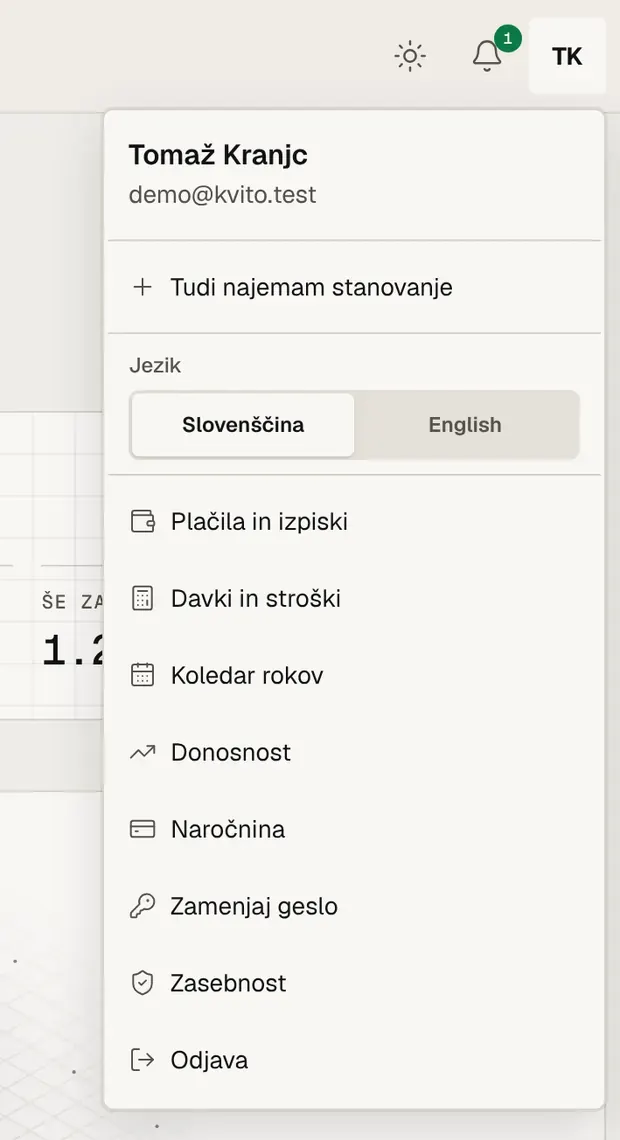 1
TK
Tomaž Kranjc
demo@kvito.test
Tudi najemam stanovanje
Jezik
Slovenščina
English
Plačila in izpiski
Davki in stroški
Koledar rokov
Donosnost
Naročnina
Zamenjaj geslo
Zasebnost
Odjava
ŠE ZA
1.2